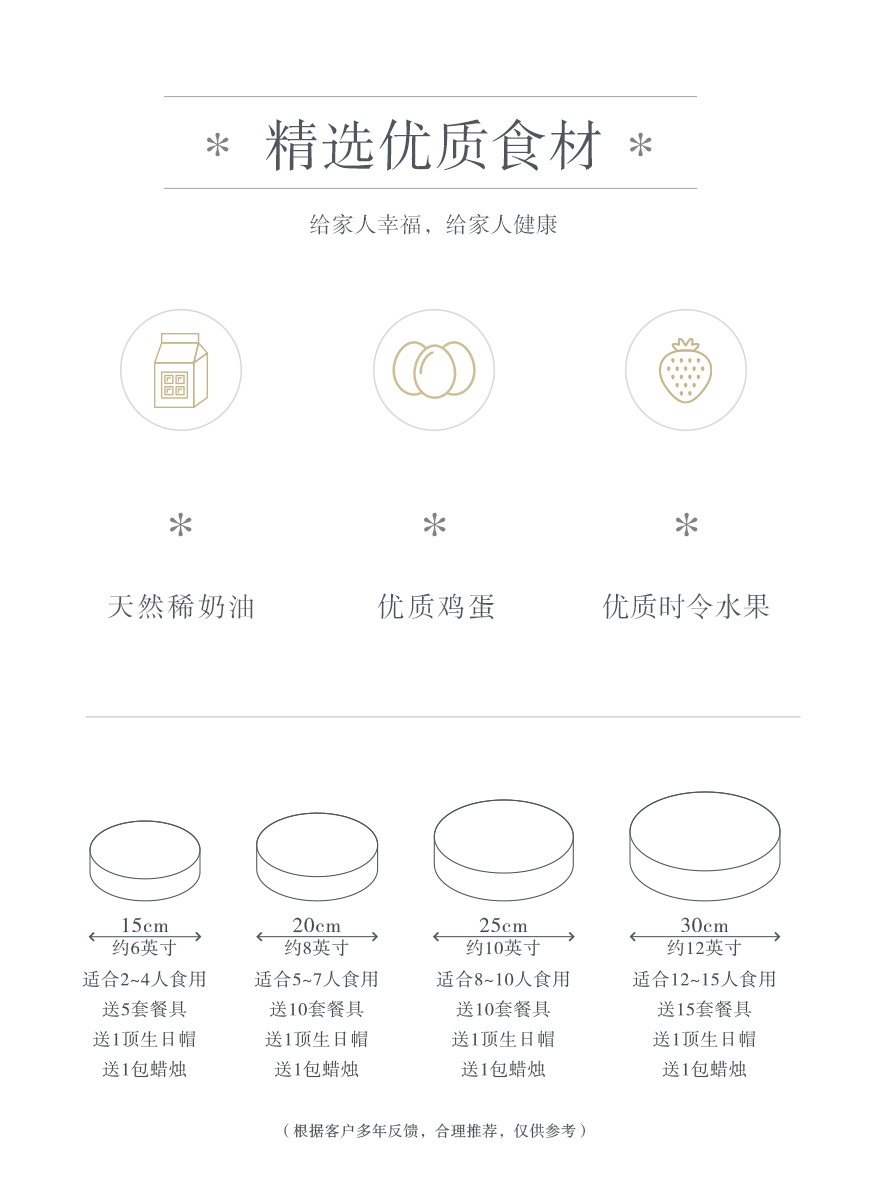 * 精选优质食材 *
给家人幸福，给家人健康
* * *
天然稀奶油 优质鸡蛋 优质时令水果
15cm 20cm 25cm 30cm
约6英寸 约8英寸 约10英寸 约12英寸
适合2~4人食用 适合5~7人食用 适合8~10人食用 适合12~15人食用
送5套餐具 送10套餐具 送10套餐具 送15套餐具
送1顶生日帽 送1顶生日帽 送1顶生日帽 送1顶生日帽
送1包蜡烛 送1包蜡烛 送1包蜡烛 送1包蜡烛
（根据客户多年反馈，合理推荐，仅供参考）